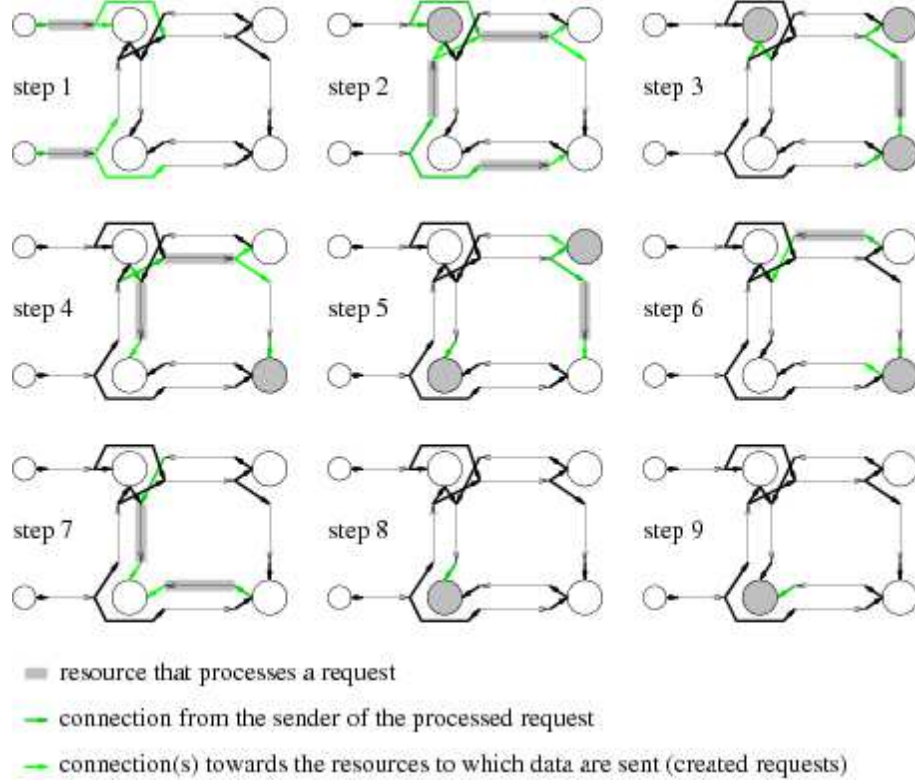 step 1
step 2
step 3
step 4
step 5
step 6
step 7
step 8
step 9
resource that processes a request
connection from the sender of the processed request
connection(s) towards the resources to which data are sent (created requests)